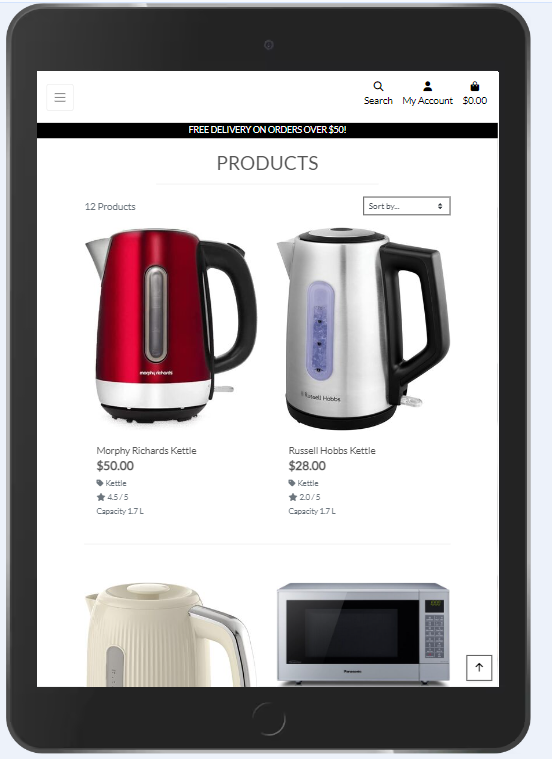 Search My Account $0.00
FREE DELIVERY ON ORDERS OVER $50!
PRODUCTS
12 Products
Sort by...
morphy richards
Russell Hobbs
Morphy Richards Kettle
$50.00
Kettle
4.5 / 5
Capacity 1.7 L
Russell Hobbs Kettle
$28.00
Kettle
2.0 / 5
Capacity 1.7 L
Panasonic